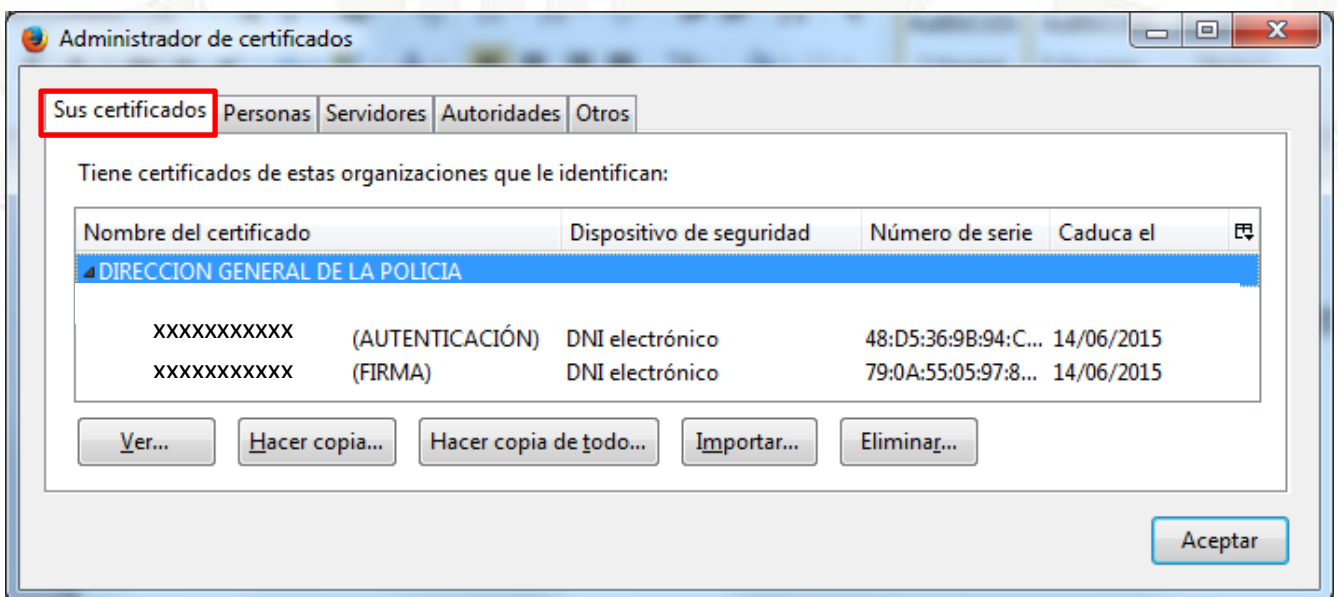 Administrador de certificados
Sus certificados Personas Servidores Autoridades Otros
Tiene certificados de estas organizaciones que le identifican:
Nombre del certificado Dispositivo de seguridad Número de serie Caduca el
DIRECCION GENERAL DE LA POLICIA
XXXXXXXXXXX (AUTENTICACIÓN) DNI electrónico 48:D5:36:9B:94:C... 14/06/2015
XXXXXXXXXXX (FIRMA) DNI electrónico 79:0A:55:05:97:8... 14/06/2015
Ver... Hacer copia... Hacer copia de todo... Importar... Eliminar...
Aceptar